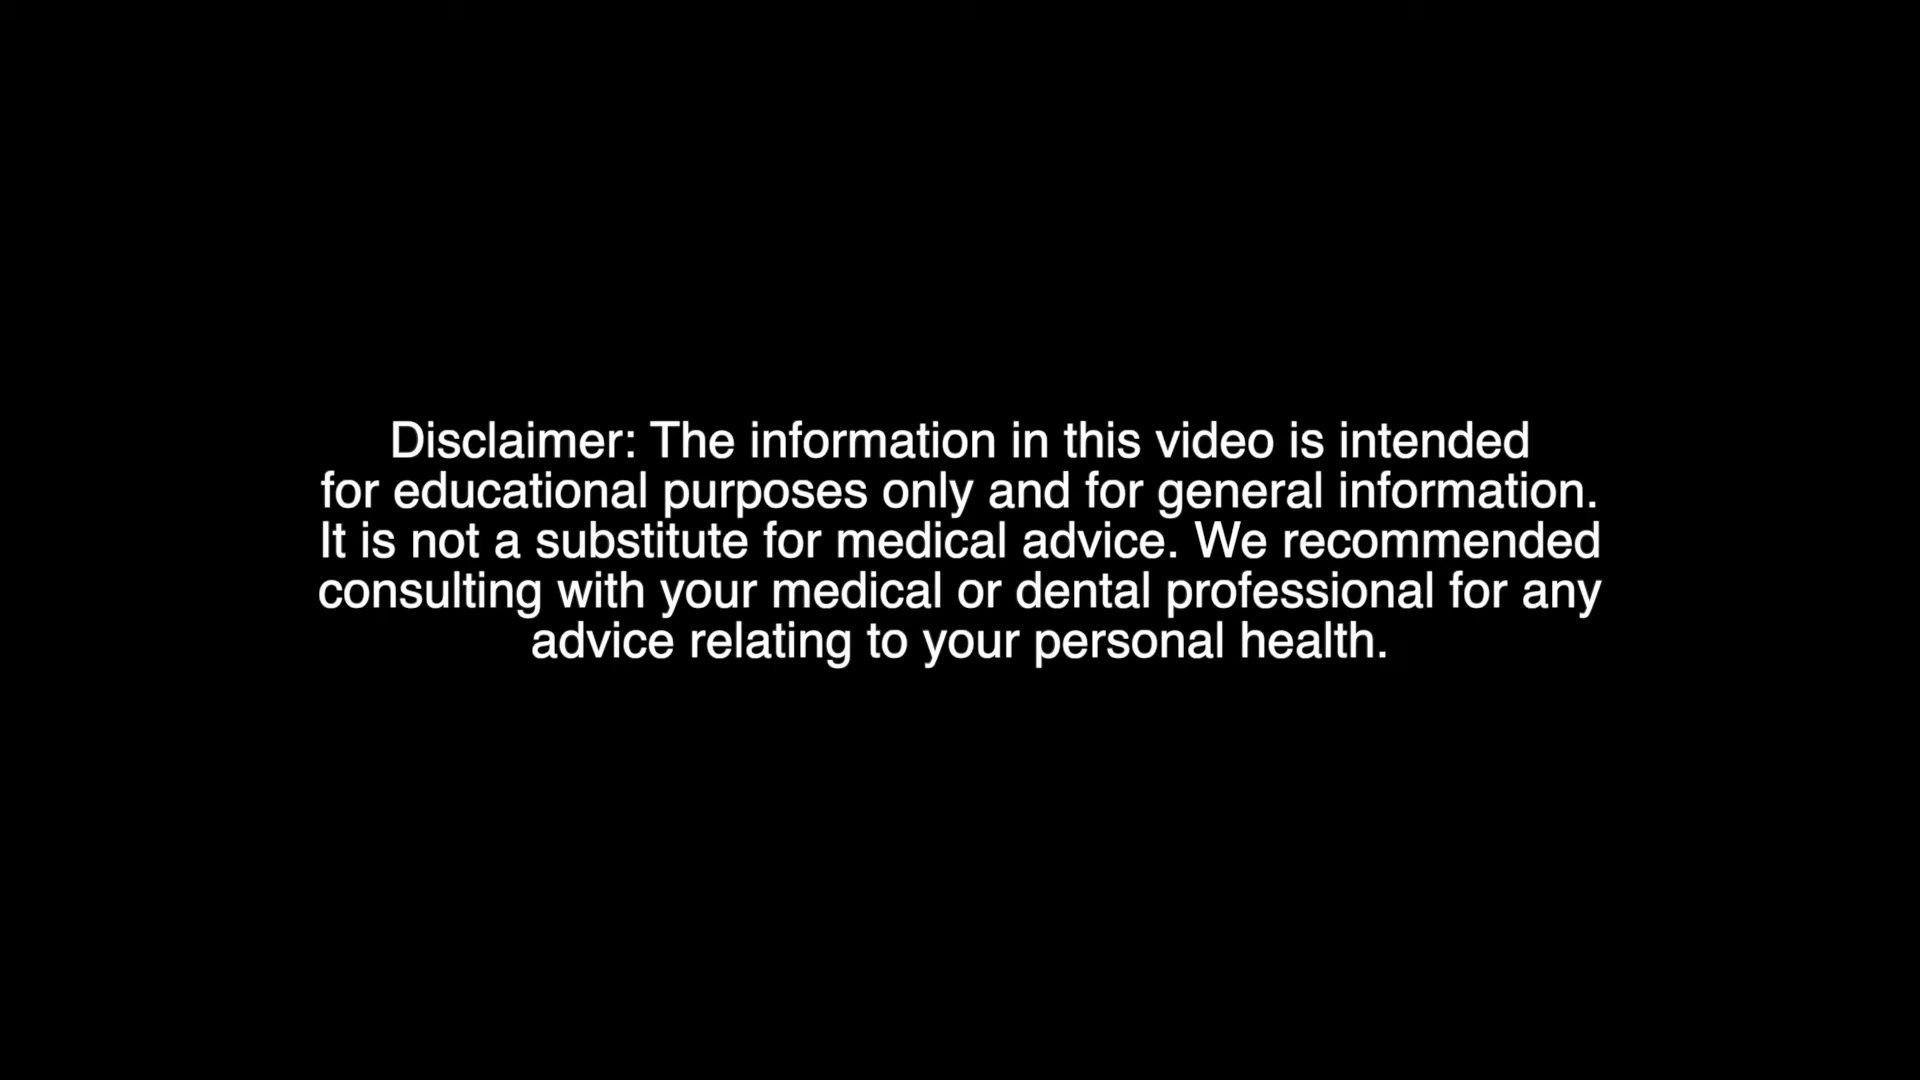 Disclaimer: The information in this video is intended
for educational purposes only and for general information.
It is not a substitute for medical advice. We recommended
consulting with your medical or dental professional for any
advice relating to your personal health.